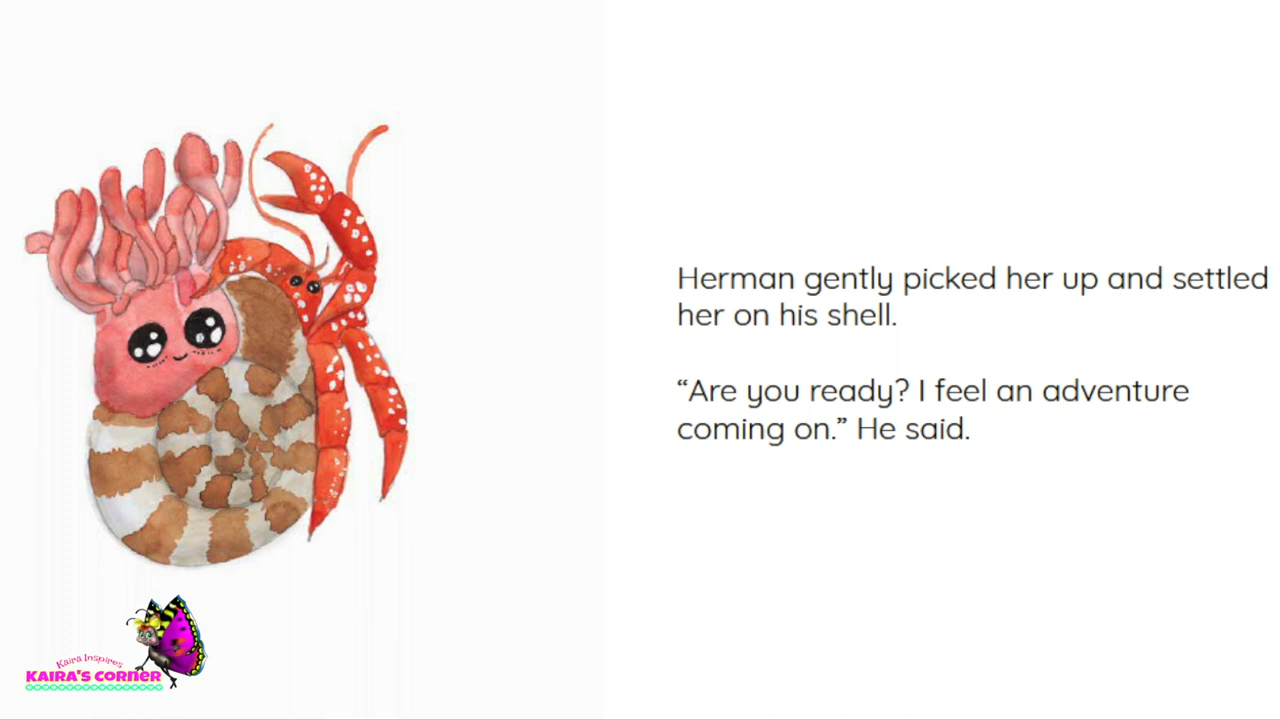 Herman gently picked her up and settled
her on his shell.
“Are you ready? I feel an adventure
coming on.” He said.
Kaira Inspires
KAIRA'S CORNER